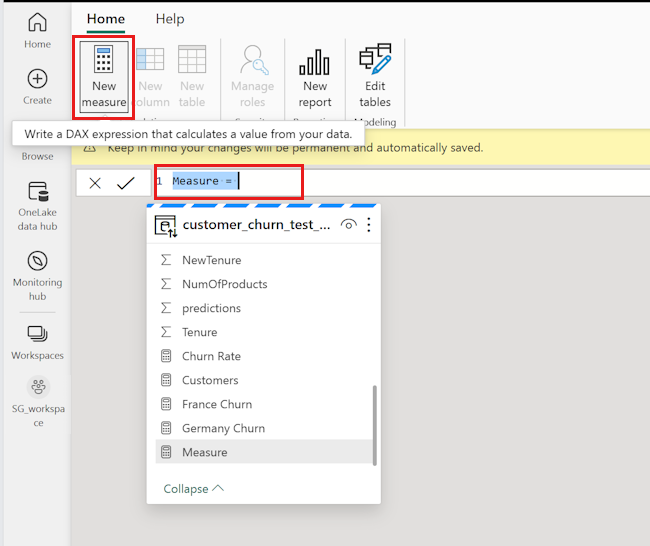 Home
Help
Home
Create
Browse
OneLake
data hub
Monitoring
hub
Workspaces
SG_workspa
ce
New
measure
New
column
New
table
Manage
roles
New
report
Edit
tables
Modeling
Write a DAX expression that calculates a value from your data.
Keep in mind your changes will be permanent and automatically saved.
1 Measure =
customer_churn_test_...
NewTenure
NumOfProducts
predictions
Tenure
Churn Rate
Customers
France Churn
Germany Churn
Measure
Collapse